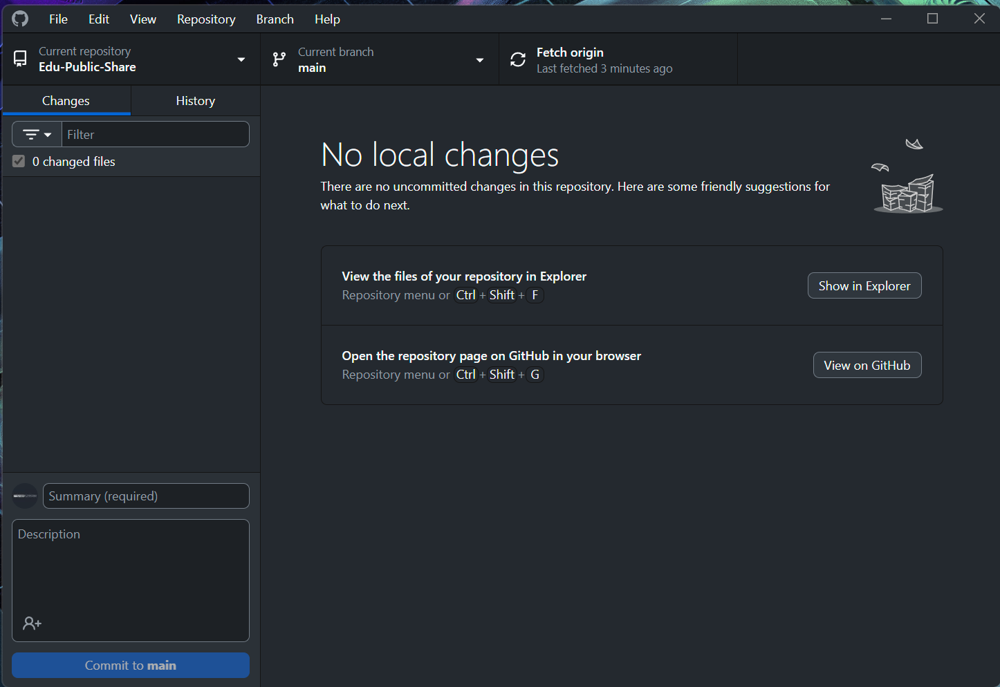 File Edit View Repository Branch Help
Current repository
Edu-Public-Share
Current branch
main
Fetch origin
Last fetched 3 minutes ago
Changes
History
Filter
0 changed files
No local changes
There are no uncommitted changes in this repository. Here are some friendly suggestions for
what to do next.
View the files of your repository in Explorer
Repository menu or Ctrl + Shift + F
Show in Explorer
Open the repository page on GitHub in your browser
Repository menu or Ctrl + Shift + G
View on GitHub
Summary (required)
Description
Commit to main